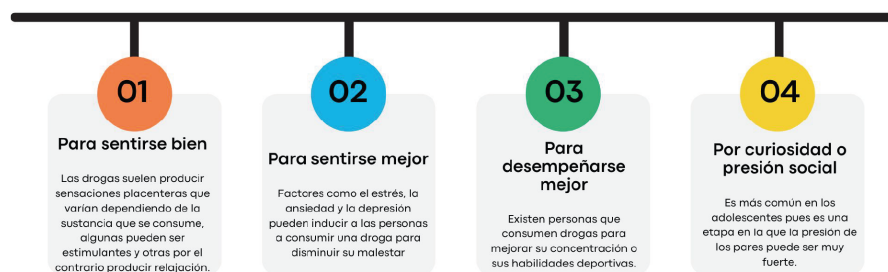 01
Para sentirse bien
Las drogas suelen producir
sensaciones placenteras que
varían dependiendo de la
sustancia que se consume,
algunas pueden ser
estimulantes y otras por el
contrario producir relajación.
02
Para sentirse mejor
Factores como el estrés, la
ansiedad y la depresión
pueden inducir a las personas
a consumir una droga para
disminuir su malestar
03
Para
desempeñarse
mejor
Existen personas que
consumen drogas para
mejorar su concentración o
sus habilidades deportivas.
04
Por curiosidad o
presión social
Es más común en los
adolescentes pues es una
etapa en la que la presión de
los pares puede ser muy
fuerte.